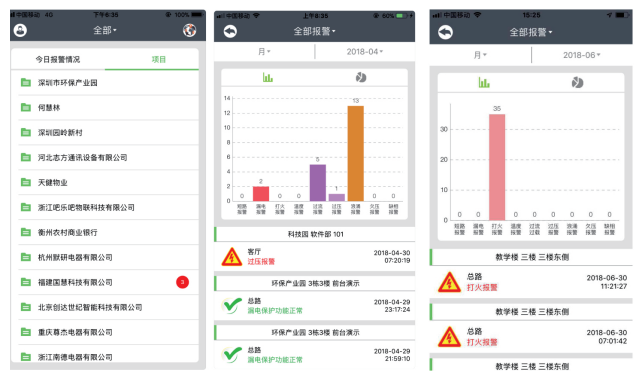 中国移动 4G 下午6:35 100%
全部
今日报警情况 项目
深圳市环保产业园
何慧林
深圳园岭新村
河北志方通讯设备有限公司
天健物业
浙江吧乐吧物联科技有限公司
衢州农村商业银行
杭州默研电器有限公司
福建国慧科技有限公司 3
北京创达世纪智能科技有限公司
重庆尊杰电器有限公司
浙江南德电器有限公司
中国移动 上午8:35 60%
全部报警
月 2018-04
14
12
10
8
6
4
2
0
0 2 0 0 5 1 13 0 0
短路报警 漏电报警 打火报警 温度报警 过流报警 过压报警 浪涌报警 欠压报警 缺相报警
科技园 软件部 101
客厅 2018-04-30
过压报警 07:20:19
环保产业园 3栋3楼 前台演示
总路 2018-04-29
漏电保护功能正常 23:17:24
环保产业园 3栋3楼 前台演示
总路 2018-04-29
漏电保护功能正常 21:59:10
中国移动 15:25
全部报警
月 2018-06
30
20
10
0
0 0 35 0 0 0 0 0 0
短路报警 漏电报警 打火报警 温度报警 过流过载 过压报警 浪涌报警 欠压报警 缺相报警
教学楼 三楼 三楼东侧
总路 2018-06-30
打火报警 11:21:27
教学楼 三楼 三楼东侧
总路 2018-06-30
打火报警 07:01:42
教学楼 三楼 三楼东侧